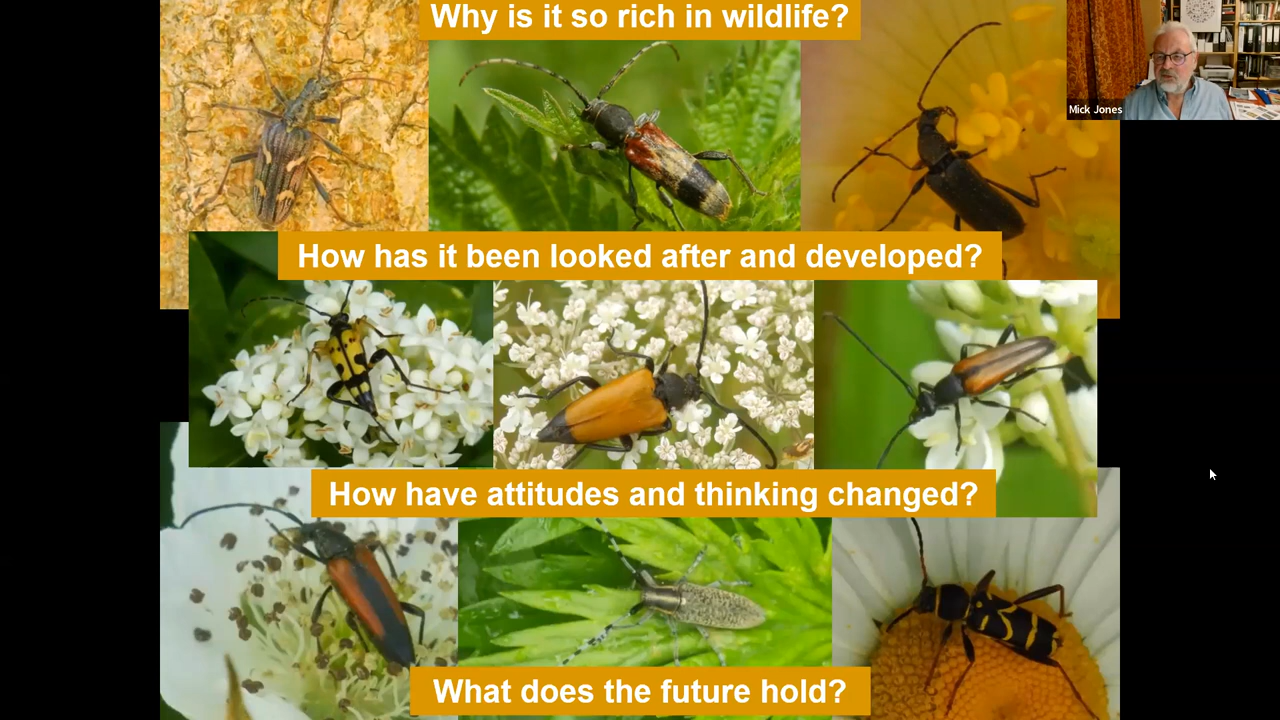 Why is it so rich in wildlife?
Mick Jones
How has it been looked after and developed?
How have attitudes and thinking changed?
What does the future hold?